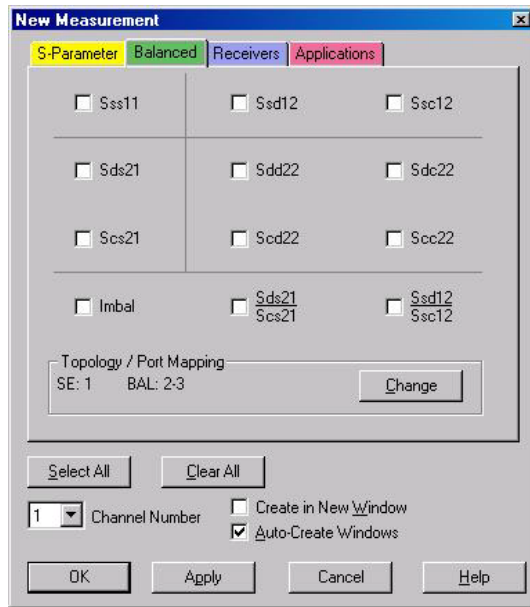 New Measurement
S-Parameter Balanced Receivers Applications
Sss11 Ssd12 Ssc12
Sds21 Sdd22 Sdc22
Scs21 Scd22 Scc22
Imbal Sds21 Ssd12
Scs21 Ssc12
Topology / Port Mapping
SE: 1 BAL: 2-3 Change
Select All Clear All
1 Channel Number
Create in New Window
Auto-Create Windows
OK Apply Cancel Help